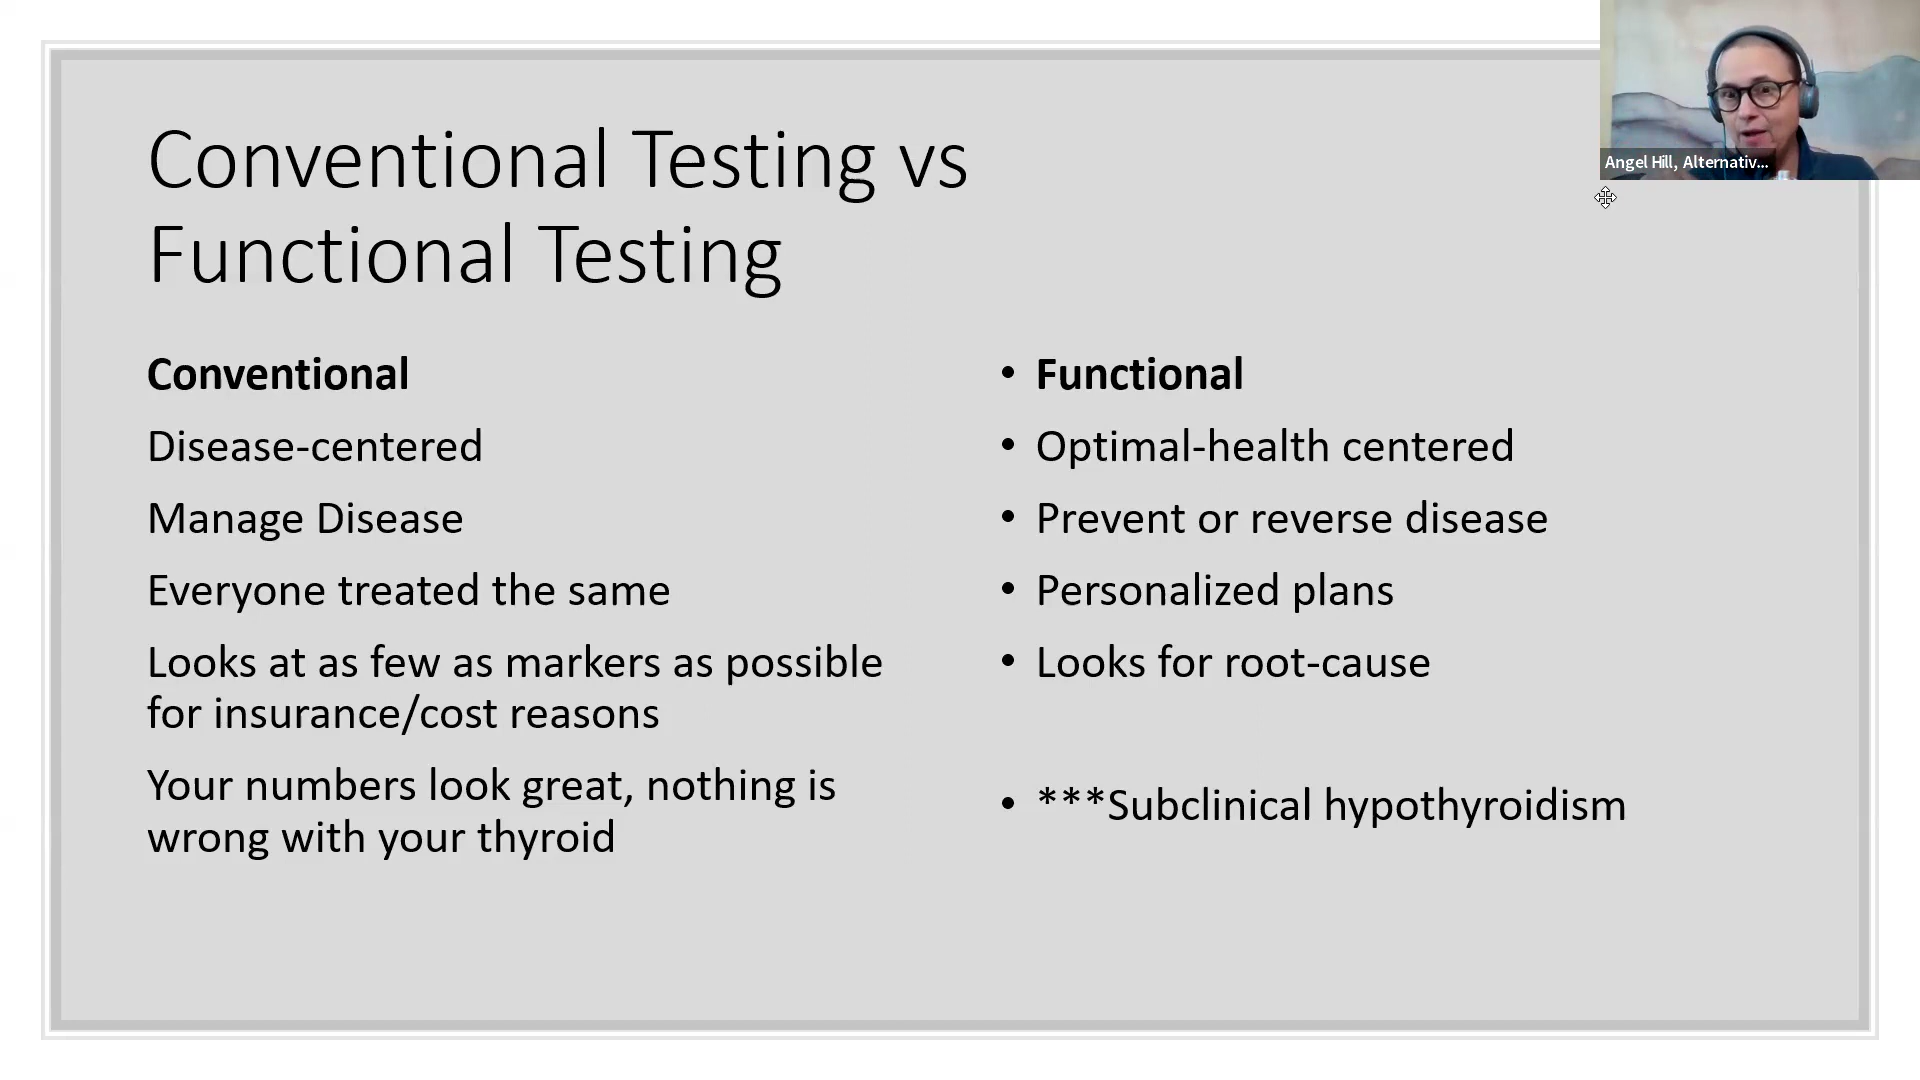 Conventional Testing vs
Functional Testing
Conventional
Disease-centered
Manage Disease
Everyone treated the same
Looks at as few as markers as possible
for insurance/cost reasons
Your numbers look great, nothing is
wrong with your thyroid
• Functional
• Optimal-health centered
• Prevent or reverse disease
• Personalized plans
• Looks for root-cause
• ***Subclinical hypothyroidism
Angel Hill, Alternativ...